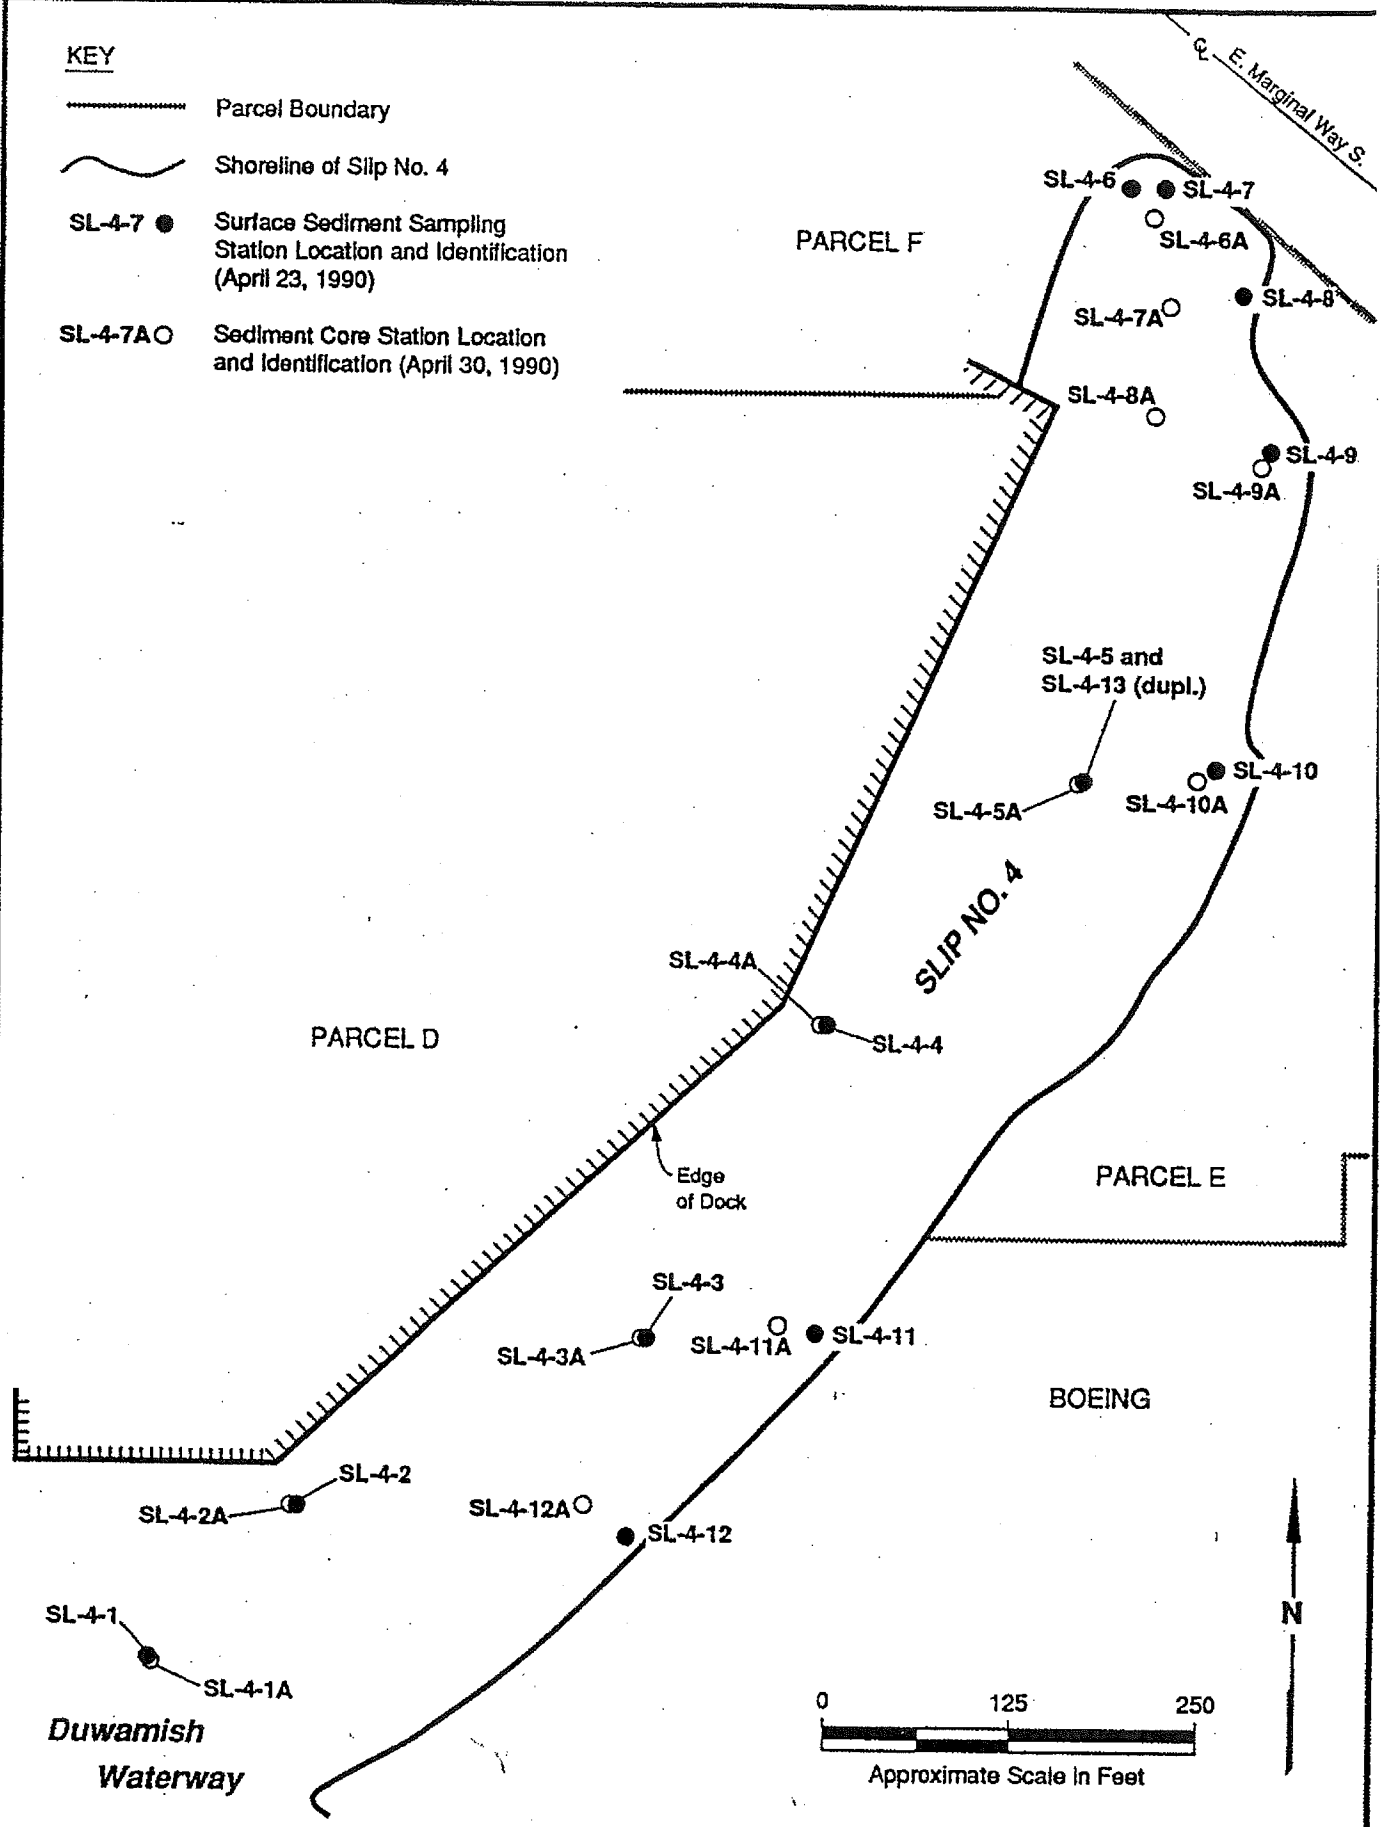 KEY
Parcel Boundary
Shoreline of Slip No. 4
SL-4-7
Surface Sediment Sampling
Station Location and Identification
(April 23, 1990)
SL-4-7A
Sediment Core Station Location
and Identification (April 30, 1990)
℄ E. Marginal Way S.
SL-4-6
SL-4-7
SL-4-6A
PARCEL F
SL-4-8
SL-4-7A
SL-4-8A
SL-4-9
SL-4-9A
SL-4-5 and
SL-4-13 (dupl.)
SL-4-10
SL-4-10A
SL-4-5A
SLIP NO. 4
SL-4-4A
PARCEL D
SL-4-4
Edge
of Dock
PARCEL E
SL-4-3
SL-4-3A
SL-4-11A
SL-4-11
BOEING
SL-4-2
SL-4-2A
SL-4-12A
SL-4-12
SL-4-1
SL-4-1A
N
Duwamish
Waterway
0 125 250
Approximate Scale in Feet